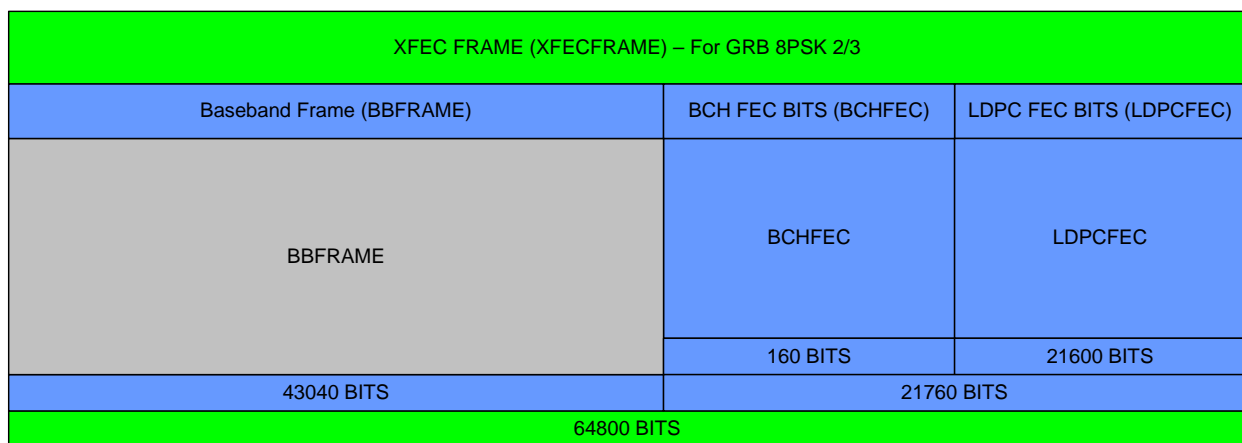 XFEC FRAME (XFECFRAME) – For GRB 8PSK 2/3
Baseband Frame (BBFRAME)
BCH FEC BITS (BCHFEC)
LDPC FEC BITS (LDPCFEC)
BBFRAME
BCHFEC
LDPCFEC
160 BITS
21600 BITS
43040 BITS
21760 BITS
64800 BITS